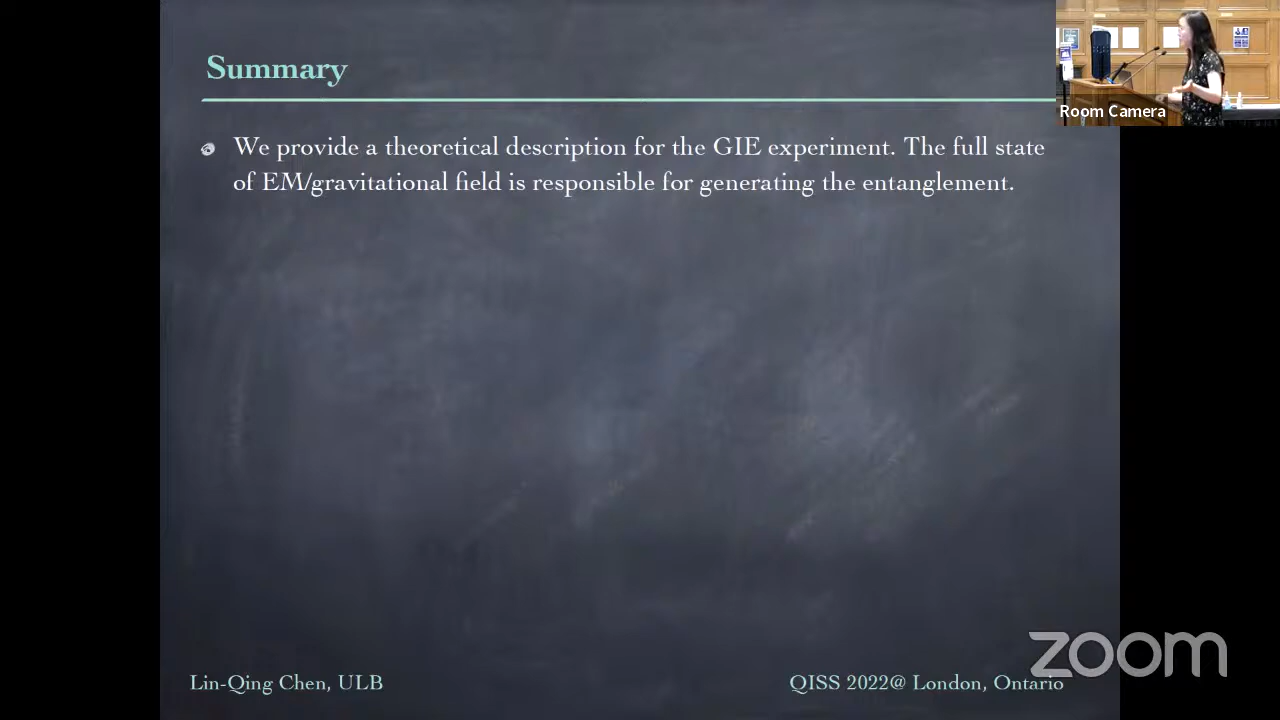 Summary
Room Camera
We provide a theoretical description for the GIE experiment. The full state
of EM/gravitational field is responsible for generating the entanglement.
zoom
Lin-Qing Chen, ULB
QISS 2022@ London, Ontario